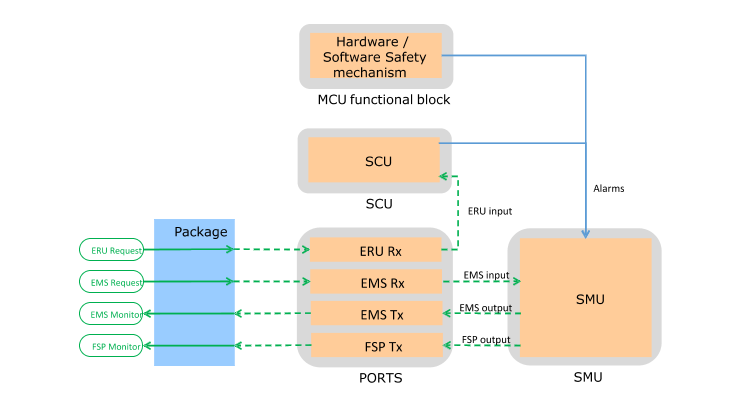 Hardware /
Software Safety
mechanism
MCU functional block
SCU
SCU
Alarms
ERU input
Package
ERU Request
ERU Rx
EMS Request
EMS Rx
EMS input
EMS Monitor
EMS Tx
EMS output
SMU
FSP Monitor
FSP Tx
FSP output
PORTS
SMU